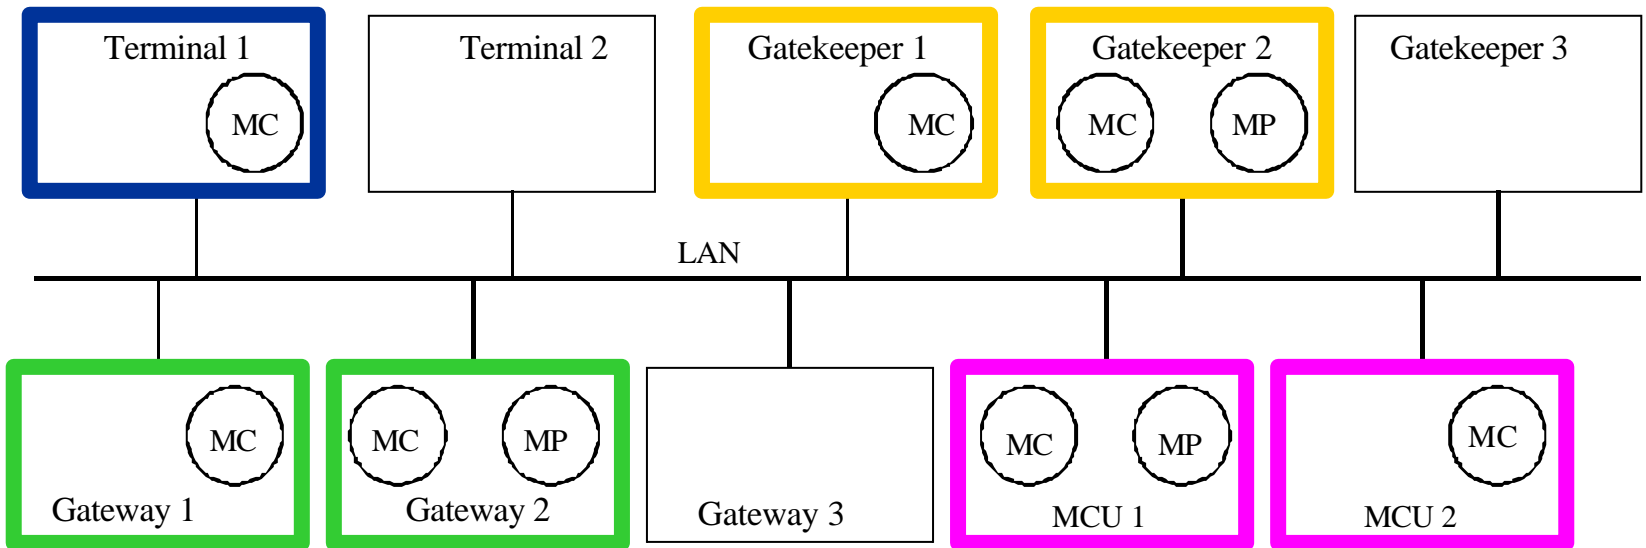 Terminal 1
MC
Terminal 2
Gatekeeper 1
MC
Gatekeeper 2
MC MP
Gatekeeper 3
LAN
MC
Gateway 1
MC MP
Gateway 2
Gateway 3
MC MP
MCU 1
MC
MCU 2